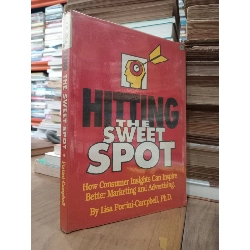 HITTING
THE
SWEET
SPOT
How Consumer Insights Can Inspire
Better Marketing and Advertising
By Lisa Fortini-Campbell, Ph.D.
THE SWEET SPOT